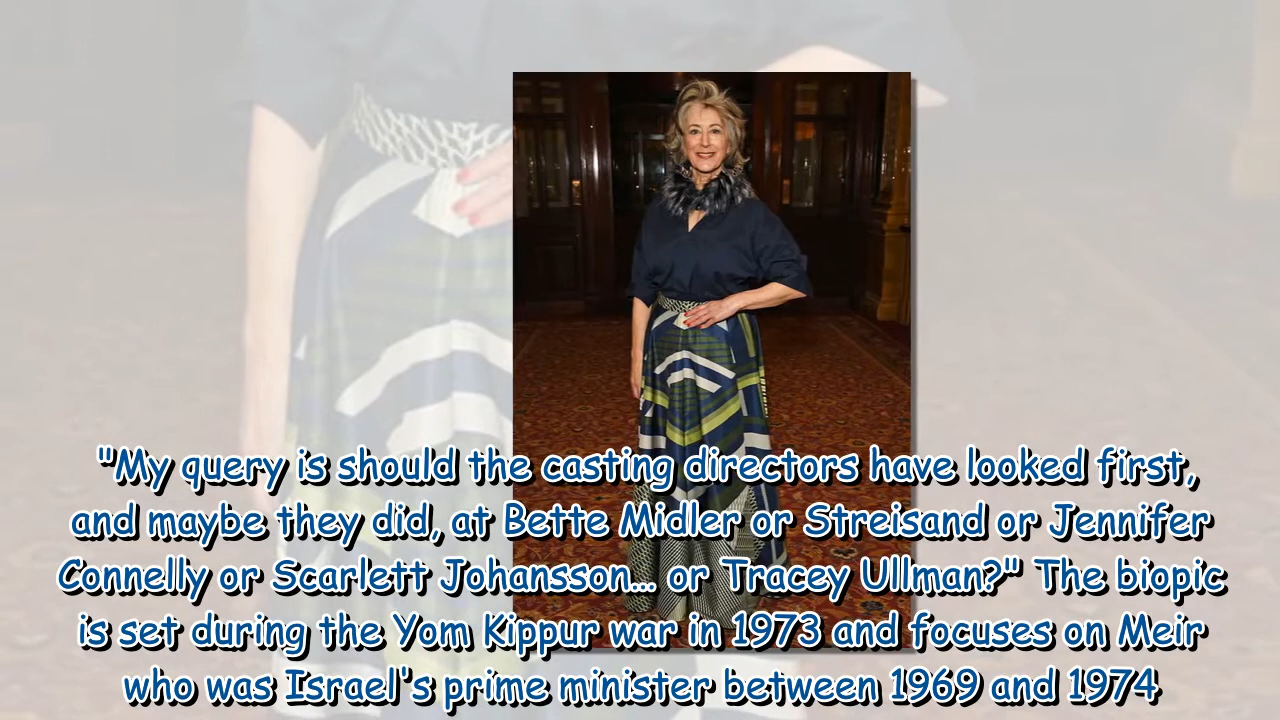 "My query is should the casting directors have looked first,
and maybe they did, at Bette Midler or Streisand or Jennifer
Connelly or Scarlett Johansson... or Tracey Ullman?" The biopic
is set during the Yom Kippur war in 1973 and focuses on Meir
who was Israel's prime minister between 1969 and 1974